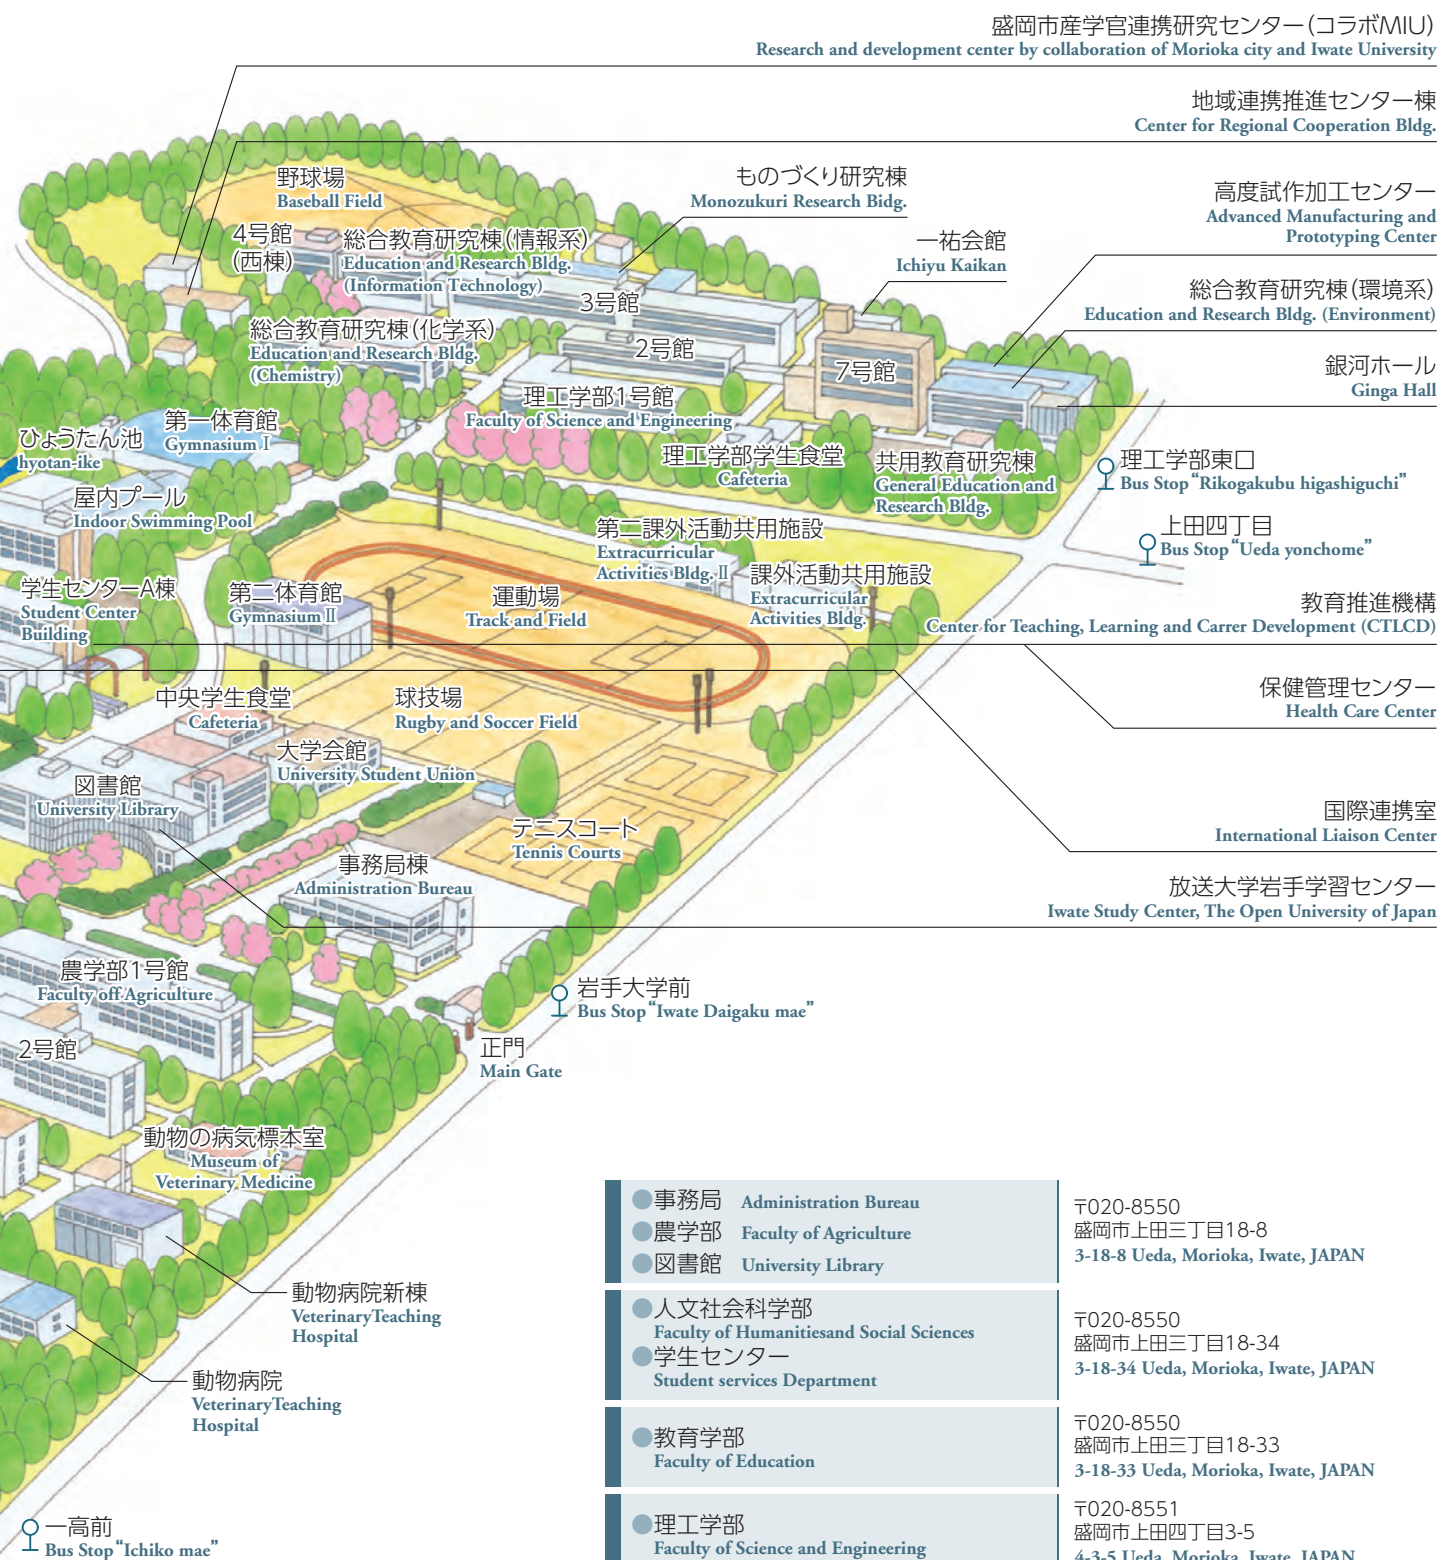 盛岡市産学官連携研究センター(コラボMIU)
Research and development center by collaboration of Morioka city and Iwate University
地域連携推進センター棟
Center for Regional Cooperation Bldg.
野球場
Baseball Field
ものづくり研究棟
Monozukuri Research Bidg.
高度試作加工センター
Advanced Manufacturing and
Prototyping Center
4号館
(西棟)
総合教育研究棟(情報系)
Education and Research Bldg.
(Information Technology)
一祐会館
Ichiyu Kaikan
3号館
総合教育研究棟(環境系)
Education and Research Bldg. (Environment)
総合教育研究棟(化学系)
Education and Research Bldg.
(Chemistry)
2号館
7号館
銀河ホール
Ginga Hall
理工学部1号館
Faculty of Science and Engineering
第一体育館
Gymnasium Ⅰ
ひょうたん池
hyotan-ike
理工学部学生食堂
Cafeteria
共用教育研究棟
General Education and
Research Bldg.
理工学部東口
Bus Stop “Rikogakubu higashiguchi”
屋内プール
Indoor Swimming Pool
第二課外活動共用施設
Extracurricular
Activities Bldg. Ⅱ
上田四丁目
Bus Stop “Ueda yonchome”
学生センターA棟
Student Center
Building
第二体育館
Gymnasium Ⅱ
運動場
Track and Field
課外活動共用施設
Extracurricular
Activities Bldg.
教育推進機構
Center for Teaching, Learning and Carrer Development (CTLCD)
中央学生食堂
Cafeteria
球技場
Rugby and Soccer Field
保健管理センター
Health Care Center
大学会館
University Student Union
図書館
University Library
テニスコート
Tennis Courts
国際連携室
International Liaison Center
事務局棟
Administration Bureau
放送大学岩手学習センター
Iwate Study Center, The Open University of Japan
農学部1号館
Faculty off Agriculture
岩手大学前
Bus Stop “Iwate Daigaku mae”
2号館
正門
Main Gate
動物の病気標本室
Museum of
Veterinary Medicine
動物病院新棟
VeterinaryTeaching
Hospital
動物病院
VeterinaryTeaching
Hospital
一高前
Bus Stop “Ichiko mae”
●事務局 Administration Bureau
●農学部 Faculty of Agriculture
●図書館 University Library
〒020-8550
盛岡市上田三丁目18-8
3-18-8 Ueda, Morioka, Iwate, JAPAN
●人文社会科学部
Faculty of Humanitiesand Social Sciences
●学生センター
Student services Department
〒020-8550
盛岡市上田三丁目18-34
3-18-34 Ueda, Morioka, Iwate, JAPAN
●教育学部
Faculty of Education
〒020-8550
盛岡市上田三丁目18-33
3-18-33 Ueda, Morioka, Iwate, JAPAN
●理工学部
Faculty of Science and Engineering
〒020-8551
盛岡市上田四丁目3-5
4-3-5 Ueda, Morioka, Iwate, JAPAN